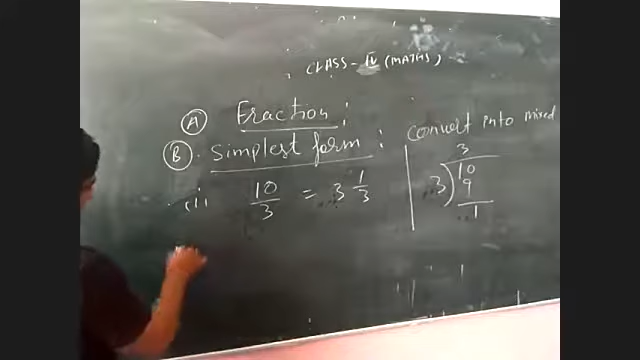 CLASS - IV (MATHS)
(A) Fraction :
(B). Simplest form : convert into mixed
(i) 10/3 = 3 1/3
3
3)10
9
1